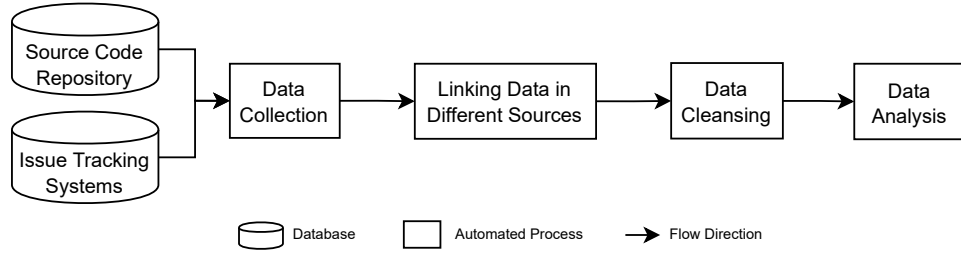 Source Code
Repository
Issue Tracking
Systems
Data
Collection
Linking Data in
Different Sources
Data
Cleansing
Data
Analysis
Database
Automated Process
Flow Direction